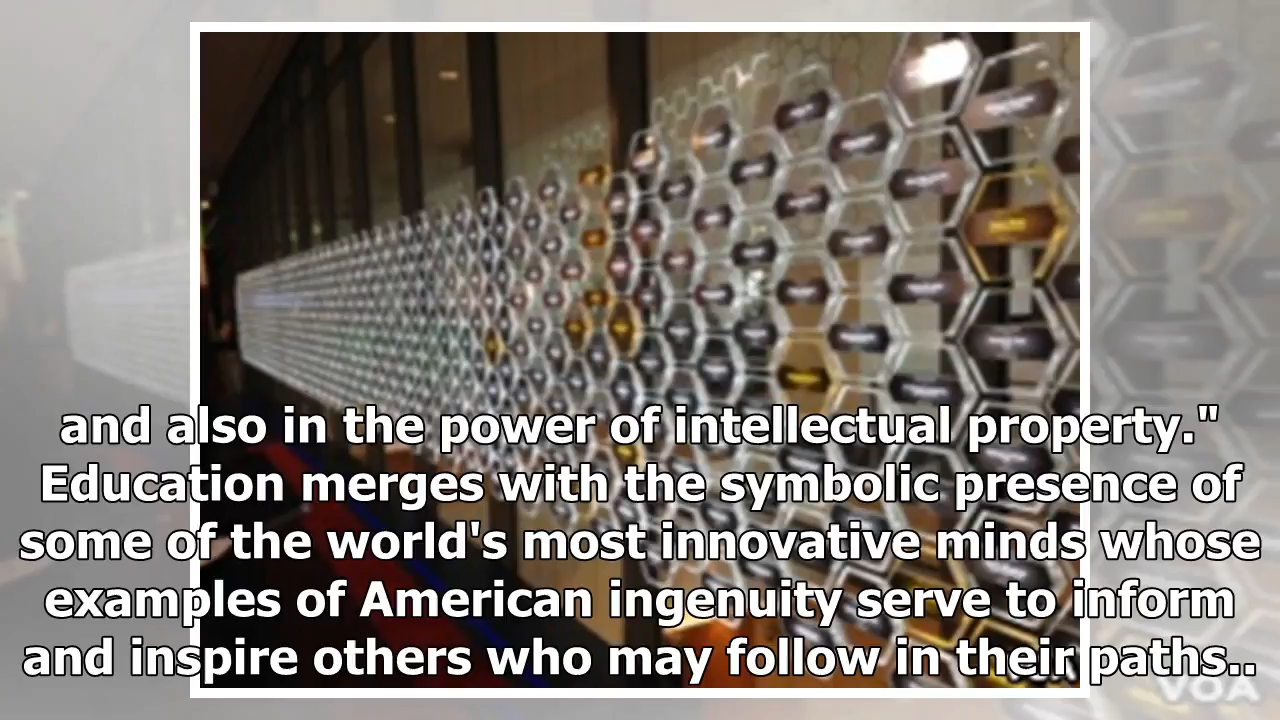 and also in the power of intellectual property."
Education merges with the symbolic presence of
some of the world's most innovative minds whose
examples of American ingenuity serve to inform
and inspire others who may follow in their paths..
VOA